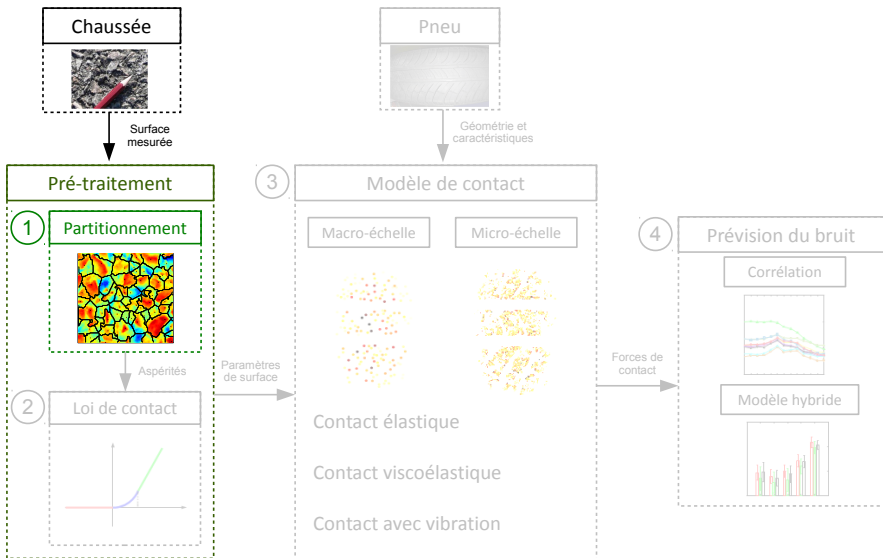 Chaussée
Pneu
Surface
mesurée
Géométrie et
caractéristiques
Pré-traitement
3
Modèle de contact
1
Partitionnement
Macro-échelle
Micro-échelle
4
Prévision du bruit
Corrélation
Aspérités
Paramètres
de surface
Forces de
contact
2
Loi de contact
Modèle hybride
Contact élastique
Contact viscoélastique
Contact avec vibration